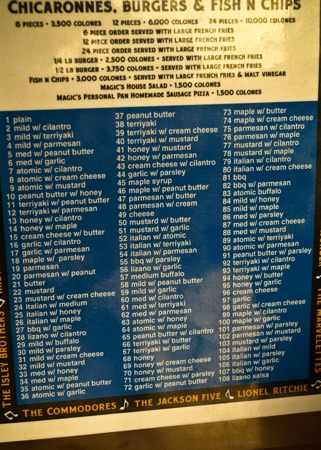 CHICARONNES, BURGERS & FISH N CHIPS
6 PIECES • 3,500 COLONES 12 PIECES • 6,000 COLONES 24 PIECES • 10,000 COLONES
6 PIECE ORDER SERVED WITH LARGE FRENCH FRIES
12 PIECE ORDER SERVED WITH LARGE FRENCH FRIES
24 PIECE ORDER SERVED WITH LARGE FRENCH FRIES
1/4 LB BURGER • 2,500 COLONES • SERVED WITH LARGE FRENCH FRIES
1/2 LB BURGER • 3,750 COLONES • SERVED WITH LARGE FRENCH FRIES
FISH N CHIPS • 3,000 COLONES • SERVED WITH LARGE FRENCH FRIES & MALT VINEGAR
MAGIC'S HOUSE SALAD • 1,500 COLONES
MAGIC'S PERSONAL PAN HOMEMADE SAUSAGE PIZZA • 1,500 COLONES
1 plain
2 mild w/ cilantro
3 mild w/ teriyaki
4 mild w/ parmesan
5 med w/ peanut butter
6 med w/ garlic
7 atomic w/ cilantro
8 atomic w/ cream cheese
9 atomic w/ mustard
10 peanut butter w/ honey
11 teriyaki w/ peanut butter
12 teriyaki w/ parmesan
13 honey w/ cilantro
14 honey w/ maple
15 cream cheese w/ butter
16 garlic w/ cilantro
17 garlic w/ parmesan
18 maple w/ parmesan
19 parmesan
20 parmesan w/ peanut
21 butter
22 mustard
23 mustard w/ cream cheese
24 italian w/ medium
25 italian w/ honey
26 italian w/ maple
27 bbq w/ garlic
28 lizano w/ cilantro
29 mild w/ buffalo
30 mild w/ parsley
31 mild w/ cream cheese
32 mild w/ mustard
33 med w/ honey
34 med w/ maple
35 atomic w/ peanut butter
36 atomic w/ garlic
37 peanut butter
38 teriyaki
39 teriyaki w/ cream cheese
40 teriyaki w/ mustard
41 honey w/ mustard
42 honey w/ parmesan
43 cream cheese w/ cilantro
44 garlic w/ parsley
45 maple syrup
46 maple w/ peanut butter
47 parmesan w/ butter
48 parmesan w/ cream
49 cheese
50 mustard w/ butter
51 mustard w/ garlic
52 italian w/ atomic
53 italian w/ teriyaki
54 italian w/ parmesan
55 bbq w/ parsley
56 lizano w/ garlic
57 medium buffalo
58 mild w/ peanut butter
59 mild w/ garlic
60 med w/ cilantro
61 med w/ teriyaki
62 med w/ parmesan
63 atomic w/ honey
64 atomic w/ maple
65 peanut butter w/ cilantro
66 teriyaki w/ butter
67 teriyaki w/ garlic
68 honey
69 honey w/ cream cheese
70 honey w/ mustard
71 cream cheese w/ parsley
72 garlic w/ peanut butter
73 maple w/ butter
74 maple w/ cream cheese
75 parmesan w/ cilantro
76 parmesan w/ maple
77 mustard w/ cilantro
78 mustard w/ maple
79 italian w/ cilantro
80 italian w/ cream cheese
81 bbq
82 bbq w/ parmesan
83 atomic buffalo
84 mild w/ honey
85 mild w/ maple
86 med w/ parsley
87 med w/ cream cheese
88 med w/ mustard
89 atomic w/ teriyaki
90 atomic w/ parmesan
91 peanut butter w/ parsley
92 teriyaki w/ cilantro
93 teriyaki w/ maple
94 honey w/ butter
95 honey w/ garlic
96 cream cheese
97 garlic
98 garlic w/ cream cheese
99 maple w/ cilantro
100 maple w/ garlic
101 parmesan w/ parsley
102 parmesan w/ mustard
103 mustard w/ parsley
104 italian w/ mild
105 italian w/ parsley
106 italian w/ garlic
107 bbq w/ honey
108 lizano salsa
THE ISLEY BROTHERS
THE MARVELETTES
THE COMMODORES ♪ THE JACKSON FIVE LIONEL RITCHIE